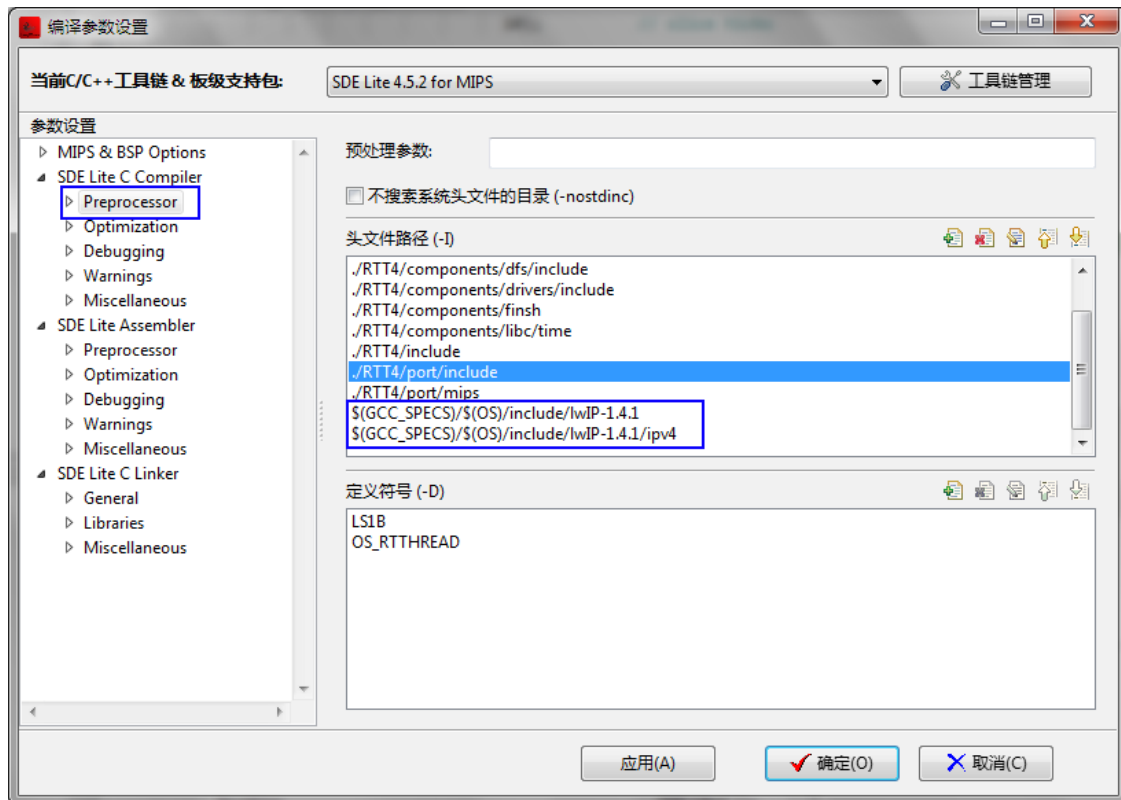 编译参数设置
当前C/C++工具链 & 板级支持包:
SDE Lite 4.5.2 for MIPS
工具链管理
参数设置
MIPS & BSP Options
SDE Lite C Compiler
Preprocessor
Optimization
Debugging
Warnings
Miscellaneous
SDE Lite Assembler
Preprocessor
Optimization
Debugging
Warnings
Miscellaneous
SDE Lite C Linker
General
Libraries
Miscellaneous
预处理参数:
不搜索系统头文件的目录 (-nostdinc)
头文件路径 (-I)
./RTT4/components/dfs/include
./RTT4/components/drivers/include
./RTT4/components/finsh
./RTT4/components/libc/time
./RTT4/include
./RTT4/port/include
./RTT4/port/mips
$(GCC_SPECS)/$(OS)/include/lwIP-1.4.1
$(GCC_SPECS)/$(OS)/include/lwIP-1.4.1/ipv4
定义符号 (-D)
LS1B
OS_RTTHREAD
应用(A)
确定(O)
取消(C)